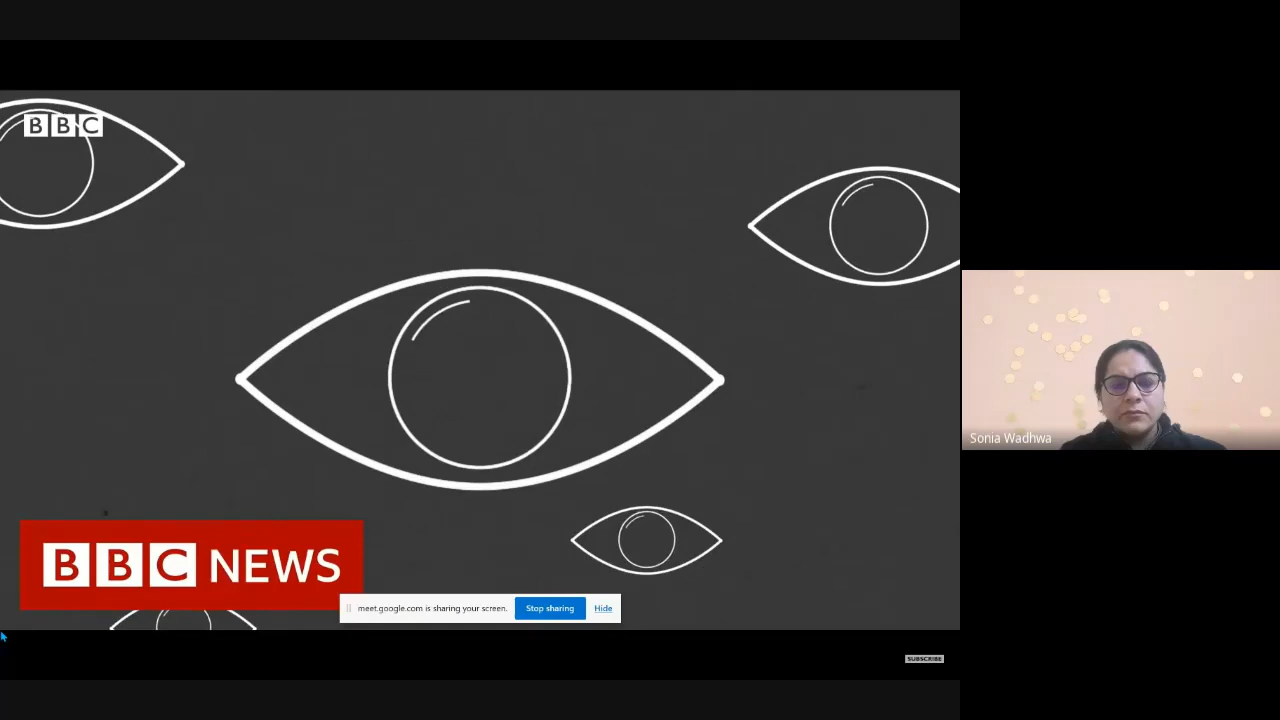 BBC
BBC NEWS
meet.google.com is sharing your screen. Stop sharing Hide
SUBSCRIBE
Sonia Wadhwa